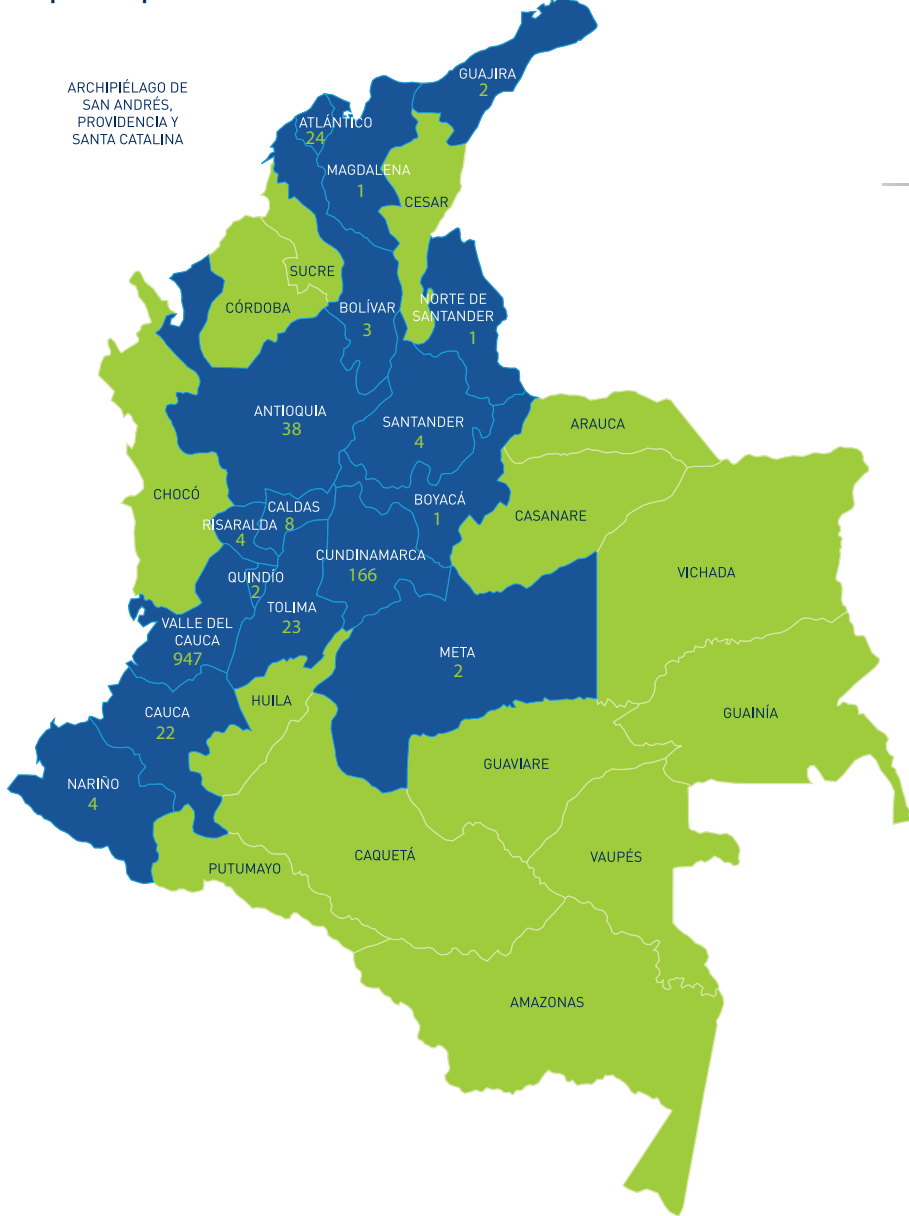 ARCHIPIÉLAGO DE
SAN ANDRÉS,
PROVIDENCIA Y
SANTA CATALINA
GUAJIRA
2
ATLÁNTICO
24
MAGDALENA
1
CESAR
SUCRE
CÓRDOBA
BOLÍVAR
3
NORTE DE
SANTANDER
1
ANTIOQUIA
38
SANTANDER
4
ARAUCA
CHOCÓ
CALDAS
8
RISARALDA
4
BOYACÁ
1
CASANARE
CUNDINAMARCA
166
QUINDÍO
2
VICHADA
TOLIMA
23
VALLE DEL
CAUCA
947
META
2
HUILA
CAUCA
22
GUAINÍA
GUAVIARE
NARIÑO
4
CAQUETÁ
VAUPÉS
PUTUMAYO
AMAZONAS